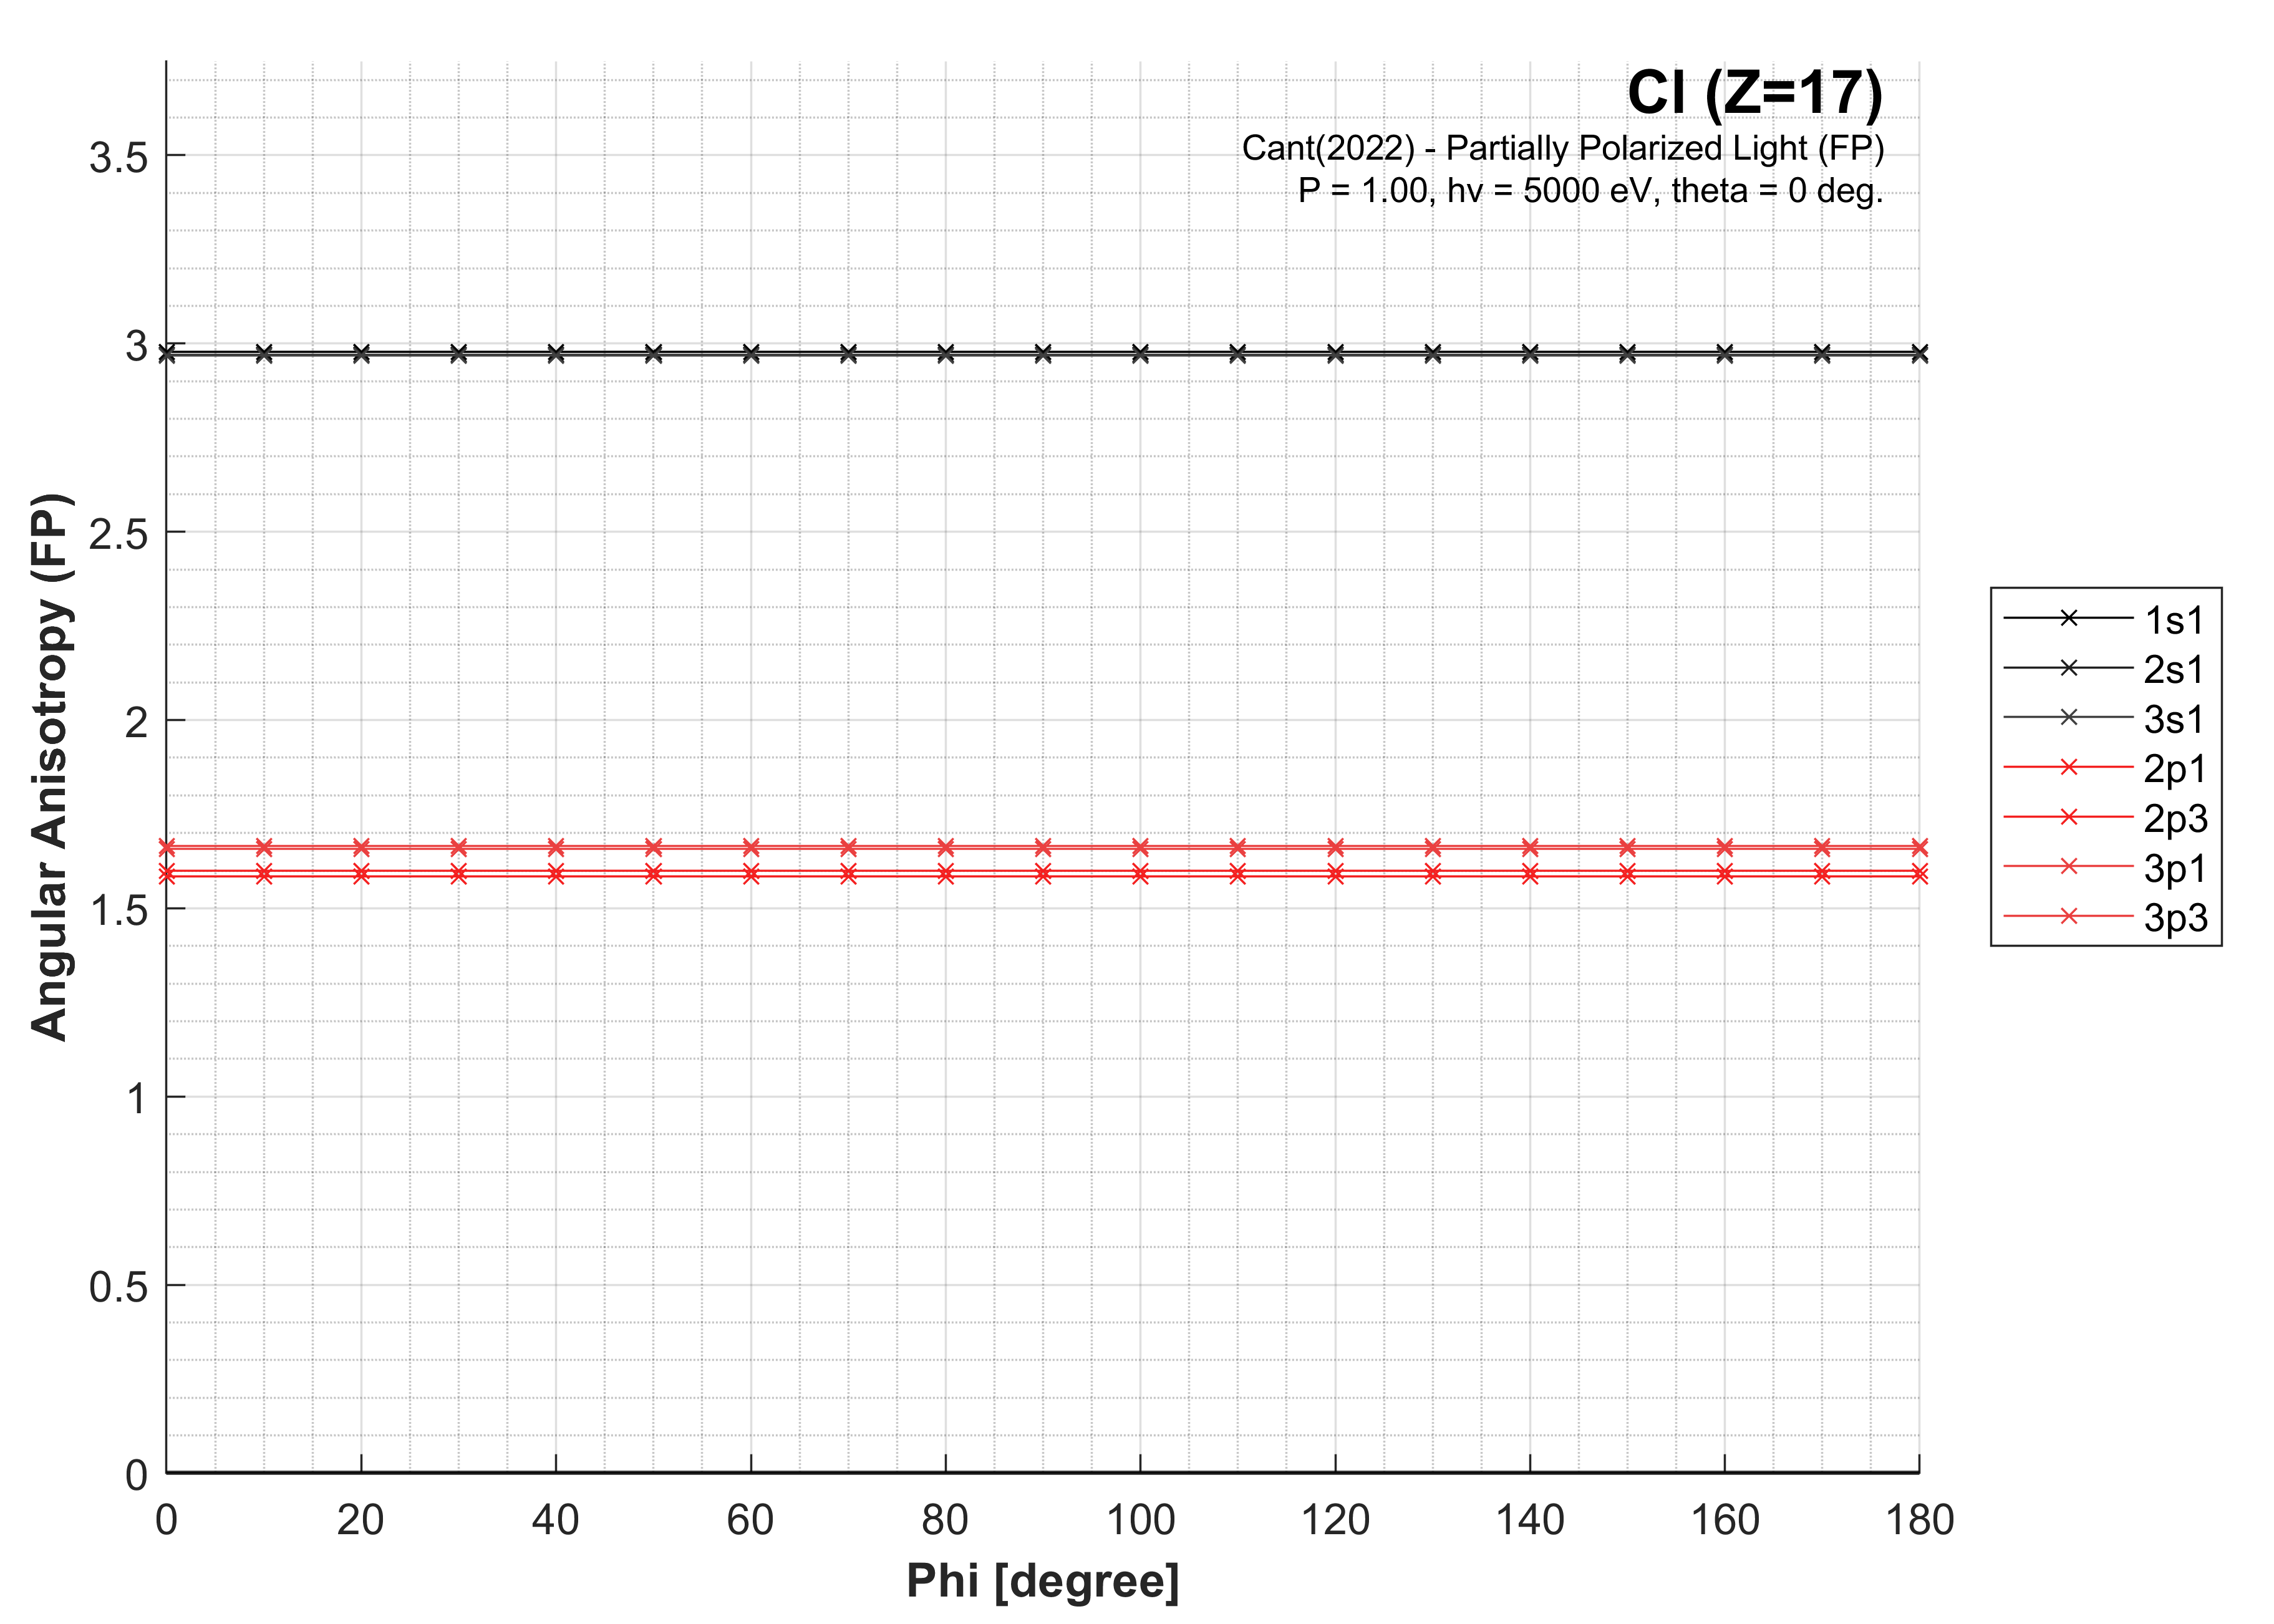 Cl (Z=17)
Cant(2022) - Partially Polarized Light (FP)
P = 1.00, hv = 5000 eV, theta = 0 deg.
Angular Anisotropy (FP)
3.5
3
2.5
2
1.5
1
0.5
0
0 20 40 60 80 100 120 140 160 180
Phi [degree]
1s1
2s1
3s1
2p1
2p3
3p1
3p3